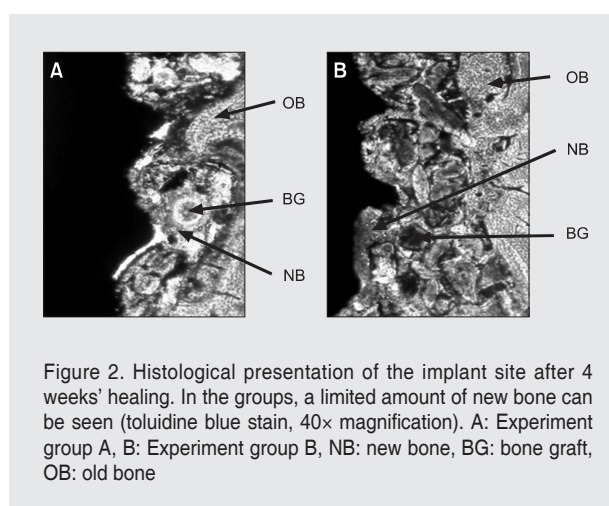 A
OB
BG
NB
B
OB
NB
BG
Figure 2. Histological presentation of the implant site after 4
weeks’ healing. In the groups, a limited amount of new bone can
be seen (toluidine blue stain, 40× magnification). A: Experiment
group A, B: Experiment group B, NB: new bone, BG: bone graft,
OB: old bone